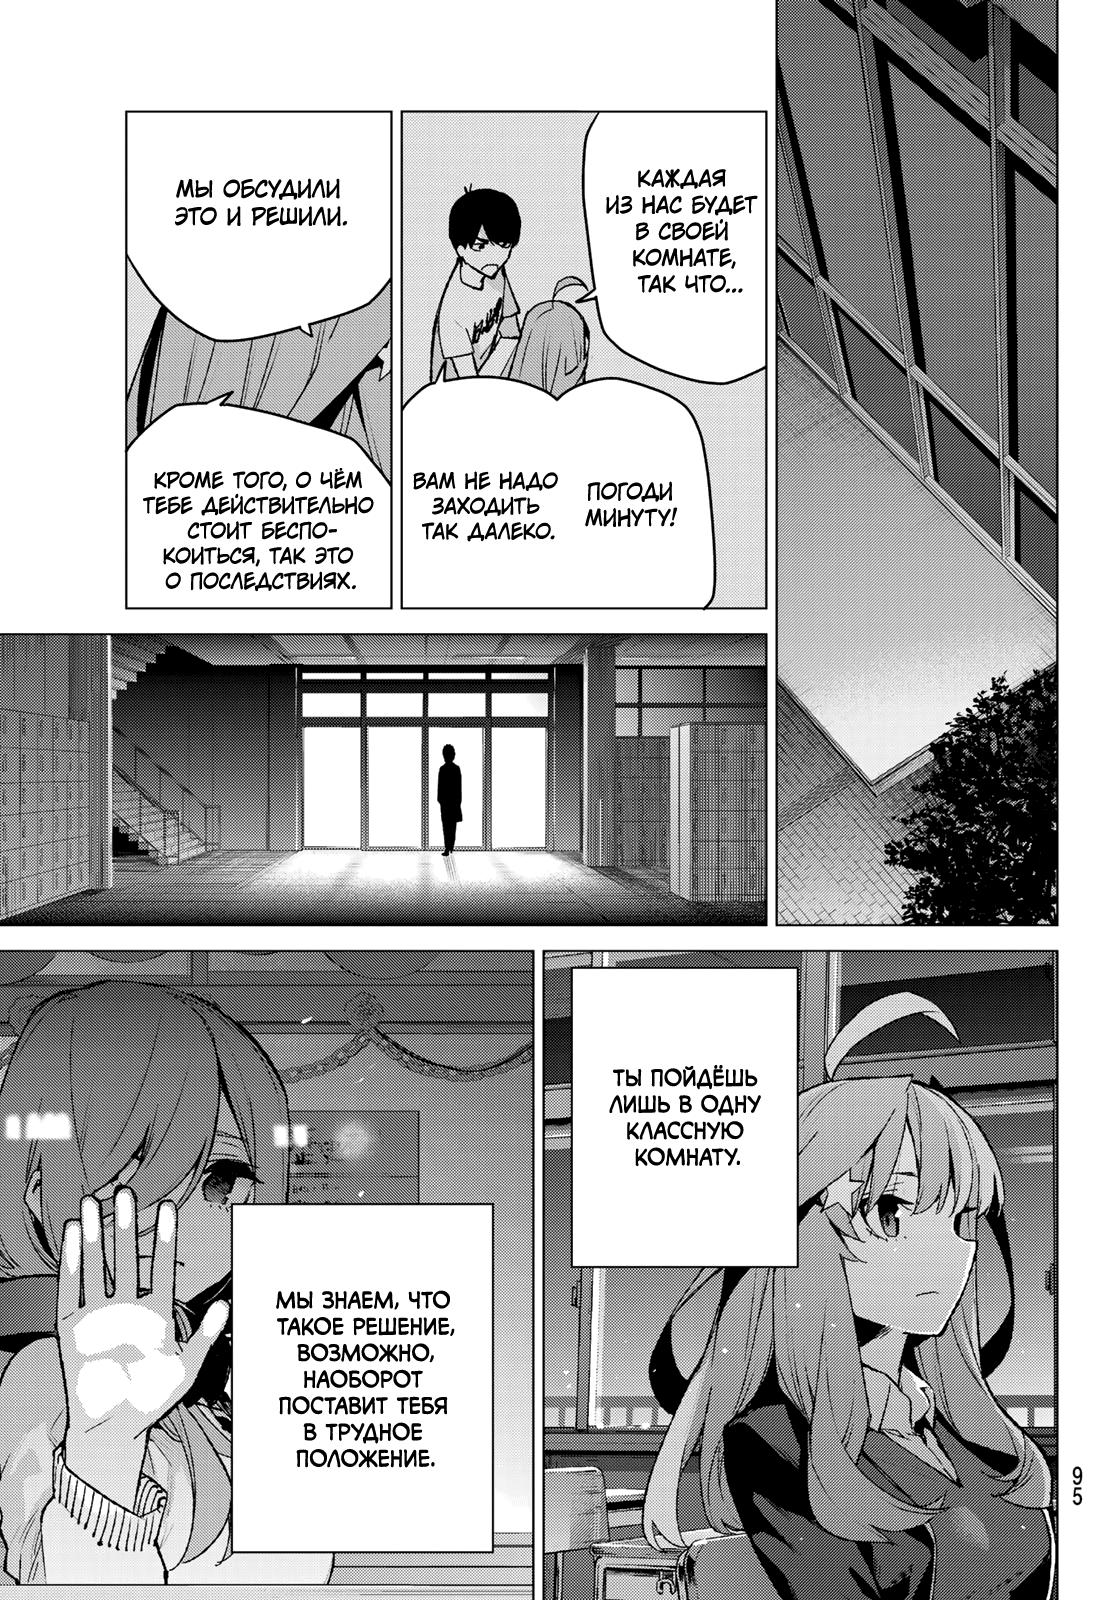 КАЖДАЯ
ИЗ НАС БУДЕТ
В СВОЕЙ
КОМНАТЕ,
ТАК ЧТО...
ПОГОДИ
МИНУТУ!
ВАМ НЕ НАДО
ЗАХОДИТЬ
ТАК ДАЛЕКО.
МЫ ОБСУДИЛИ
ЭТО И РЕШИЛИ.
КРОМЕ ТОГО, О ЧЁМ
ТЕБЕ ДЕЙСТВИТЕЛЬНО
СТОИТ БЕСПО-
КОИТЬСЯ, ТАК ЭТО
О ПОСЛЕДСТВИЯХ.
ТЫ ПОЙДЁШЬ
ЛИШЬ В ОДНУ
КЛАССНУЮ
КОМНАТУ.
МЫ ЗНАЕМ, ЧТО
ТАКОЕ РЕШЕНИЕ,
ВОЗМОЖНО,
НАОБОРОТ
ПОСТАВИТ ТЕБЯ
В ТРУДНОЕ
ПОЛОЖЕНИЕ.
95